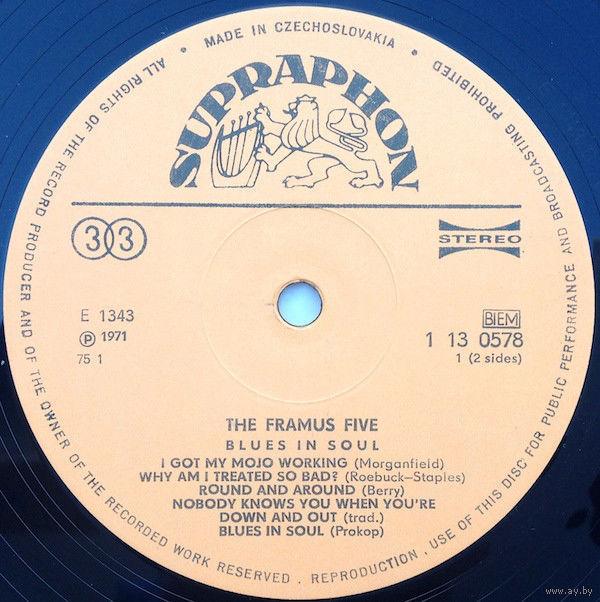 MADE IN CZECHOSLOVAKIA • ALL RIGHTS OF THE RECORD PRODUCER AND OF THE OWNER OF THE RECORDED WORK RESERVED . REPRODUCTION . USE OF THIS DISC FOR PUBLIC PERFORMANCE AND BROADCASTING PROHIBITED •
SUPRAPHON
33
STEREO
E 1343
℗ 1971
75 1
BIEM
1 13 0578
1 (2 sides)
THE FRAMUS FIVE
BLUES IN SOUL
I GOT MY MOJO WORKING (Morganfield)
WHY AM I TREATED SO BAD? (Roebuck–Staples)
ROUND AND AROUND (Berry)
NOBODY KNOWS YOU WHEN YOU'RE
DOWN AND OUT (trad.)
BLUES IN SOUL (Prokop)
www.ay.by